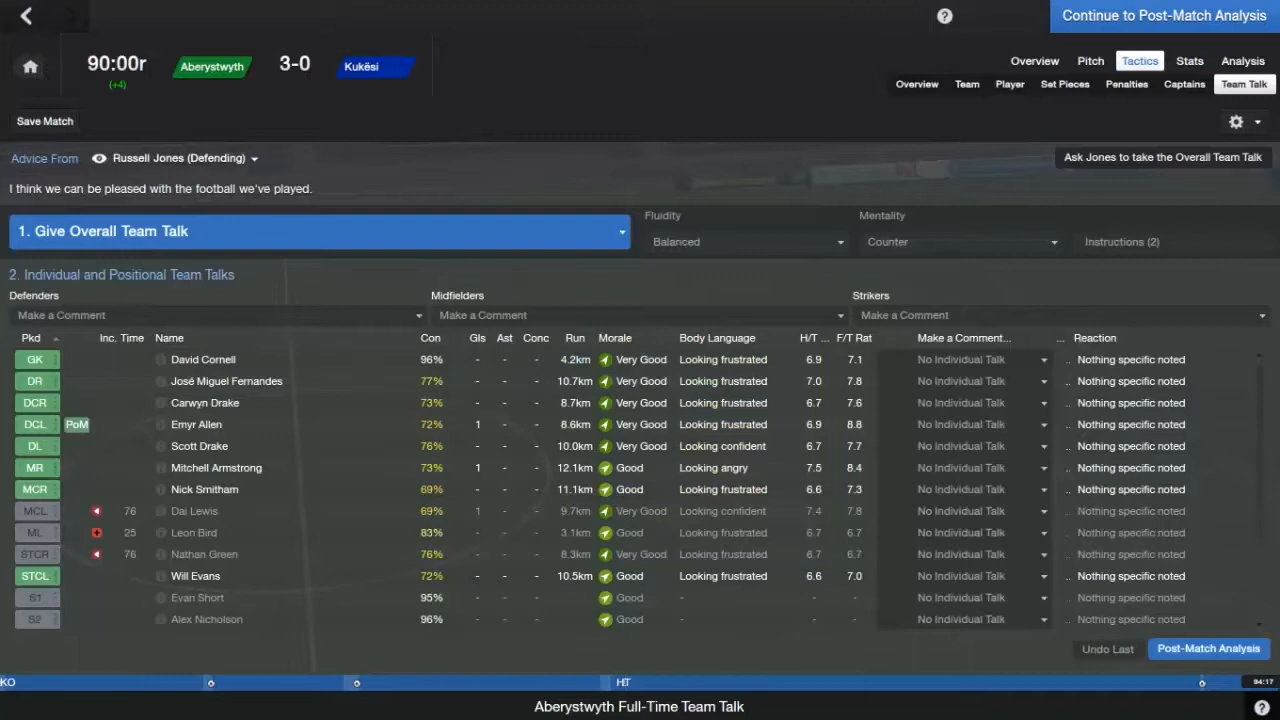 Continue to Post-Match Analysis
90:00r Aberystwyth 3-0 Kukësi
(+4)
Overview Pitch Tactics Stats Analysis
Overview Team Player Set Pieces Penalties Captains Team Talk
Save Match
Advice From Russell Jones (Defending) Ask Jones to take the Overall Team Talk
I think we can be pleased with the football we've played.
Fluidity Mentality
1. Give Overall Team Talk Balanced Counter Instructions (2)
2. Individual and Positional Team Talks
Defenders Midfielders Strikers
Make a Comment Make a Comment Make a Comment
Pkd Inc. Time Name Con Gls Ast Conc Run Morale Body Language H/T ... F/T Rat Make a Comment... ... Reaction
GK David Cornell 96% - - - 4.2km Very Good Looking frustrated 6.9 7.1 No Individual Talk .. Nothing specific noted
DR José Miguel Fernandes 77% - - - 10.7km Very Good Looking frustrated 7.0 7.8 No Individual Talk .. Nothing specific noted
DCR Carwyn Drake 73% - - - 8.7km Very Good Looking frustrated 6.7 7.6 No Individual Talk .. Nothing specific noted
DCL PoM Emyr Allen 72% 1 - - 8.6km Very Good Looking frustrated 6.9 8.8 No Individual Talk .. Nothing specific noted
DL Scott Drake 76% - - - 10.0km Very Good Looking confident 6.7 7.7 No Individual Talk .. Nothing specific noted
MR Mitchell Armstrong 73% 1 - - 12.1km Good Looking angry 7.5 8.4 No Individual Talk .. Nothing specific noted
MCR Nick Smitham 69% - - - 11.1km Good Looking frustrated 6.6 7.3 No Individual Talk .. Nothing specific noted
MCL 76 Dai Lewis 69% 1 - - 9.7km Very Good Looking confident 7.4 7.8 No Individual Talk .. Nothing specific noted
ML 25 Leon Bird 83% - - - 3.1km Good Looking frustrated 6.7 6.7 No Individual Talk .. Nothing specific noted
STCR 76 Nathan Green 76% - - - 8.3km Very Good Looking frustrated 6.7 6.7 No Individual Talk .. Nothing specific noted
STCL Will Evans 72% - - - 10.5km Good Looking frustrated 6.6 7.0 No Individual Talk .. Nothing specific noted
S1 Evan Short 95% - - - Good - - - No Individual Talk .. Nothing specific noted
S2 Alex Nicholson 96% - - - Good - - - No Individual Talk .. Nothing specific noted
Undo Last Post-Match Analysis
KO HT 94:17
Aberystwyth Full-Time Team Talk